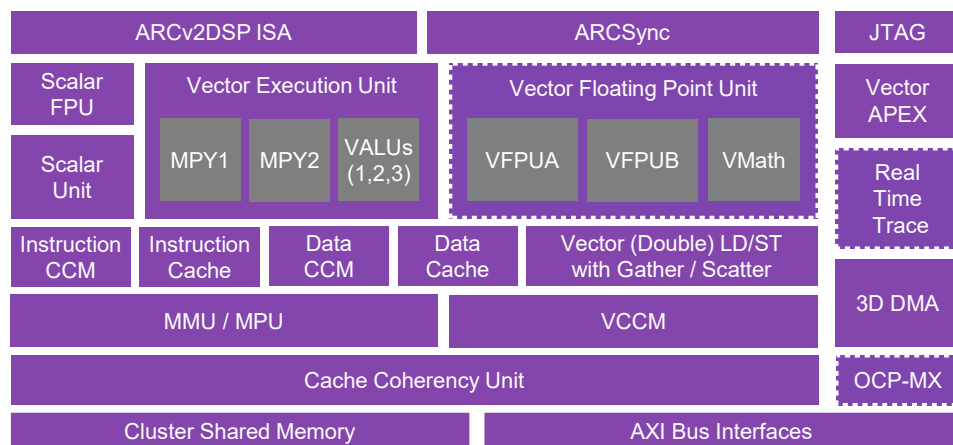 ARCv2DSP ISA
ARCSync
JTAG
Scalar
FPU
Vector Execution Unit
Vector Floating Point Unit
Vector
APEX
MPY1
MPY2
VALUs
(1,2,3)
VFPUA
VFPUB
VMath
Scalar
Unit
Real
Time
Trace
Instruction
CCM
Instruction
Cache
Data
CCM
Data
Cache
Vector (Double) LD/ST
with Gather / Scatter
3D DMA
MMU / MPU
VCCM
Cache Coherency Unit
OCP-MX
Cluster Shared Memory
AXI Bus Interfaces